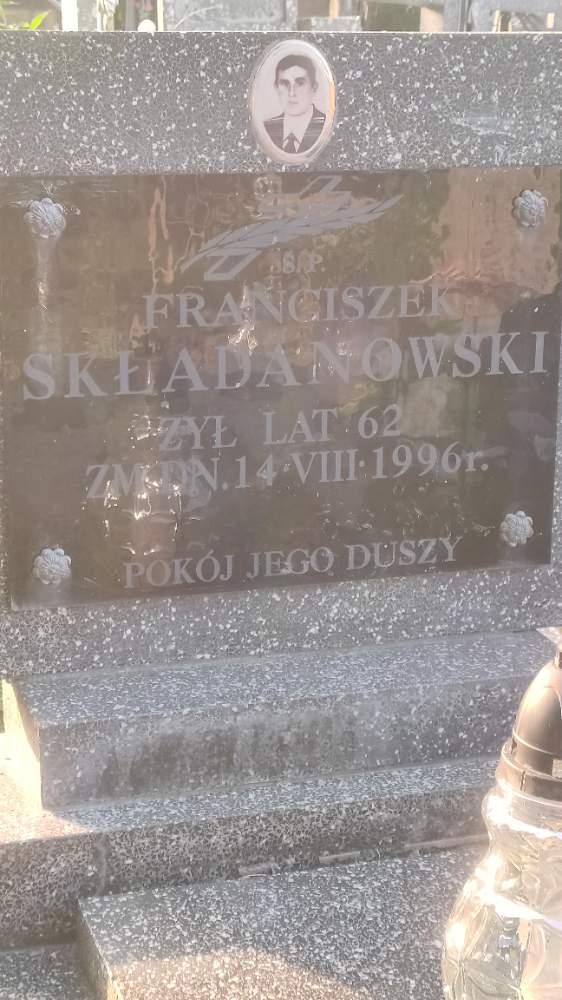 Ś.P.
FRANCISZEK
SKŁADANOWSKI
ŻYŁ LAT 62
ZM.DN.14·VIII·1996r.
POKÓJ JEGO DUSZY